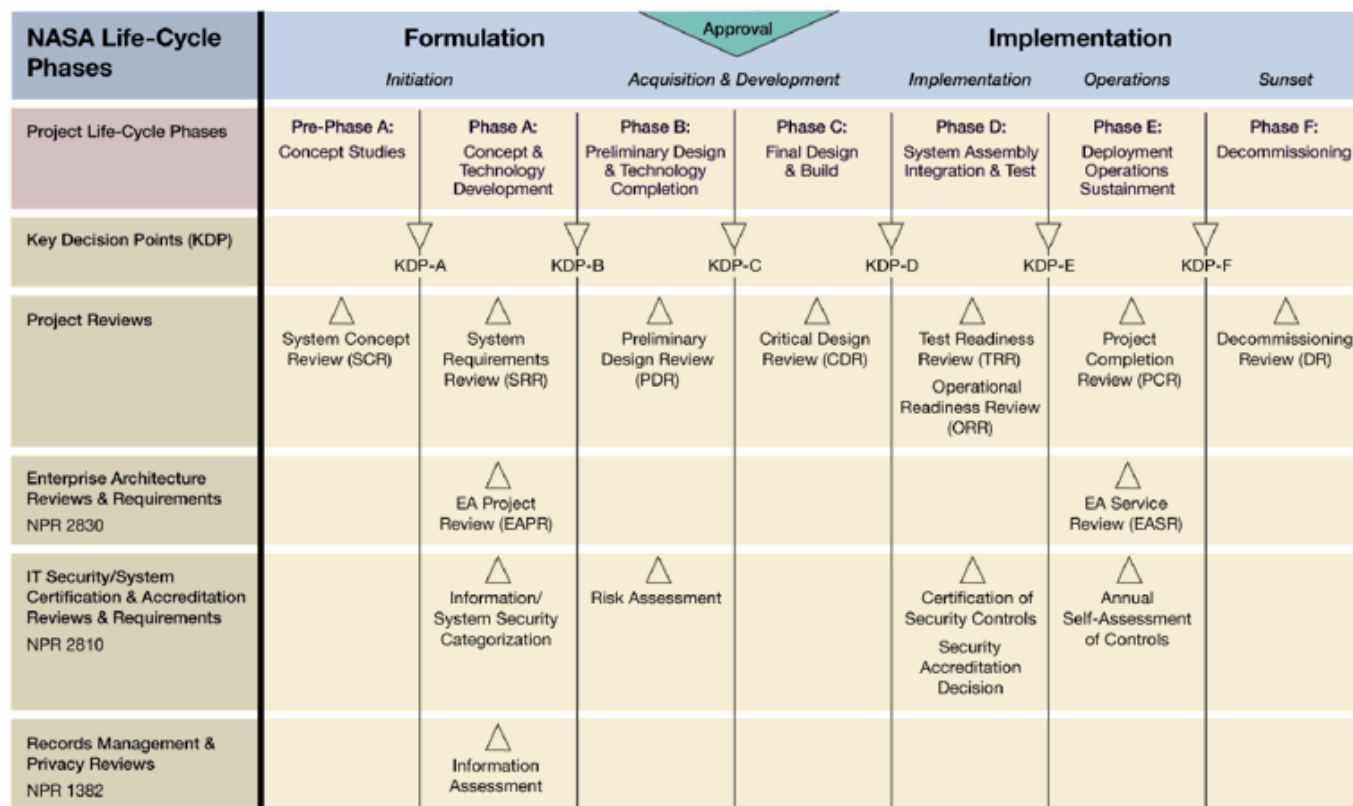 NASA Life-Cycle
Phases
Formulation
Approval
Implementation
Initiation
Acquisition & Development
Implementation
Operations
Sunset
Project Life-Cycle Phases
Pre-Phase A:
Concept Studies
Phase A:
Concept &
Technology
Development
Phase B:
Preliminary Design
& Technology
Completion
Phase C:
Final Design
& Build
Phase D:
System Assembly
Integration & Test
Phase E:
Deployment
Operations
Sustainment
Phase F:
Decommissioning
Key Decision Points (KDP)
KDP-A
KDP-B
KDP-C
KDP-D
KDP-E
KDP-F
Project Reviews
System Concept
Review (SCR)
System
Requirements
Review (SRR)
Preliminary
Design Review
(PDR)
Critical Design
Review (CDR)
Test Readiness
Review (TRR)
Operational
Readiness Review
(ORR)
Project
Completion
Review (PCR)
Decommissioning
Review (DR)
Enterprise Architecture
Reviews & Requirements
NPR 2830
EA Project
Review (EAPR)
EA Service
Review (EASR)
IT Security/System
Certification & Accreditation
Reviews & Requirements
NPR 2810
Information/
System Security
Categorization
Risk Assessment
Certification of
Security Controls
Security
Accreditation
Decision
Annual
Self-Assessment
of Controls
Records Management &
Privacy Reviews
NPR 1382
Information
Assessment